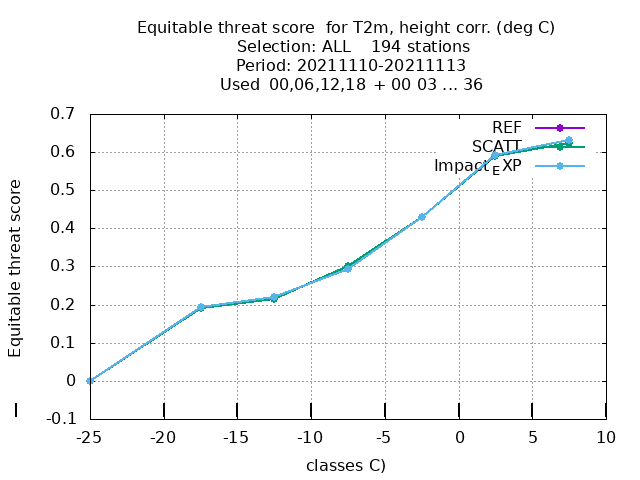 Equitable threat score  for T2m, height corr. (deg C)
Selection: ALL    194 stations
Period: 20211110-20211113
Used  00,06,12,18  + 00 03 ... 36
Equitable threat score
0.7
0.6
0.5
0.4
0.3
0.2
0.1
0
-0.1
REF
SCATT
Impact_EXP
-25
-20
-15
-10
-5
0
5
10
classes C)